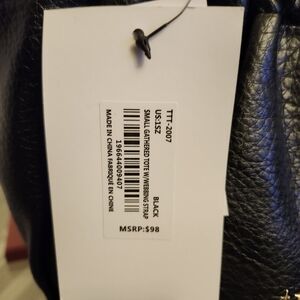 TTT-2007
US:1SZ BLACK
SMALL GATHERED TOTE W/WEBBING STRAP
196644009407
MADE IN CHINA FABRIQUÉ EN CHINE
MSRP:$98